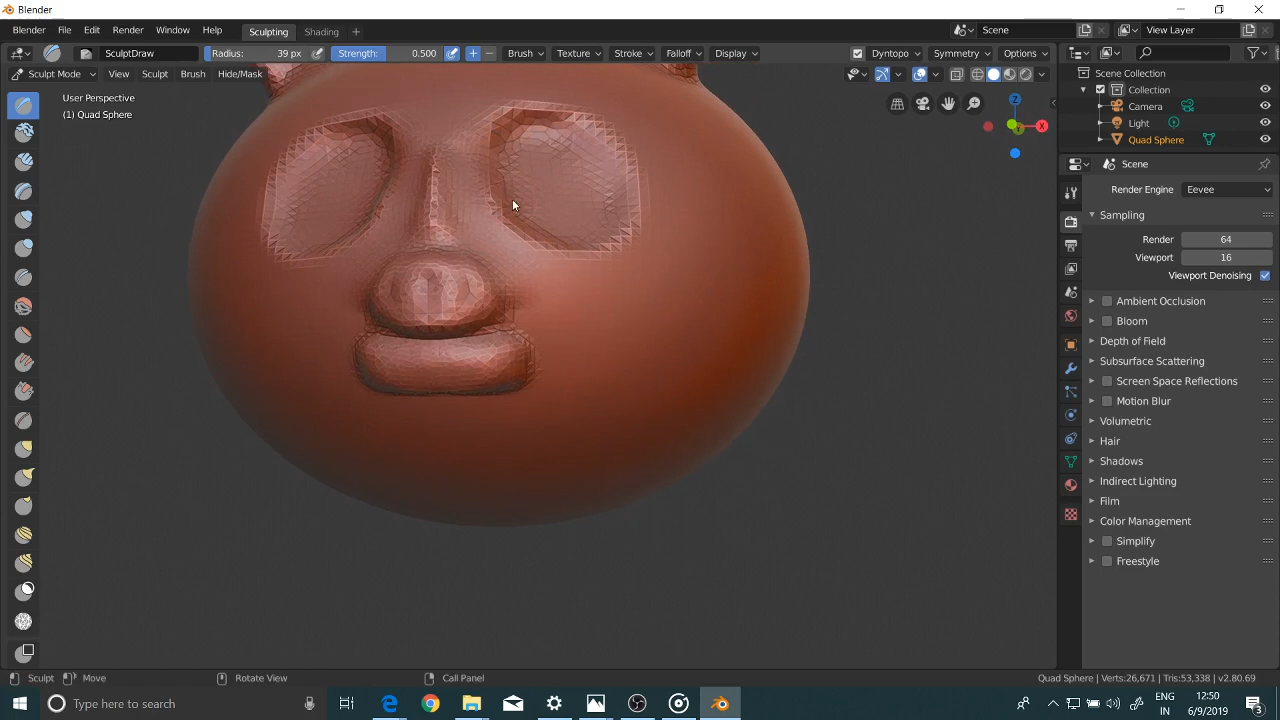 Blender
Blender File Edit Render Window Help Sculpting Shading + Scene View Layer
SculptDraw Radius: 39 px Strength: 0.500 Brush Texture Stroke Falloff Display Dyntopo Symmetry Options
Sculpt Mode View Sculpt Brush Hide/Mask
User Perspective
(1) Quad Sphere
Z
X
Y
Scene Collection
Collection
Camera
Light
Quad Sphere
Scene
Render Engine Eevee
Sampling
Render 64
Viewport 16
Viewport Denoising
Ambient Occlusion
Bloom
Depth of Field
Subsurface Scattering
Screen Space Reflections
Motion Blur
Volumetric
Hair
Shadows
Indirect Lighting
Film
Color Management
Simplify
Freestyle
Sculpt Move Rotate View Call Panel Quad Sphere | Verts:26,671 | Tris:53,338 | v2.80.69
Type here to search
ENG
IN
12:50
6/9/2019
3